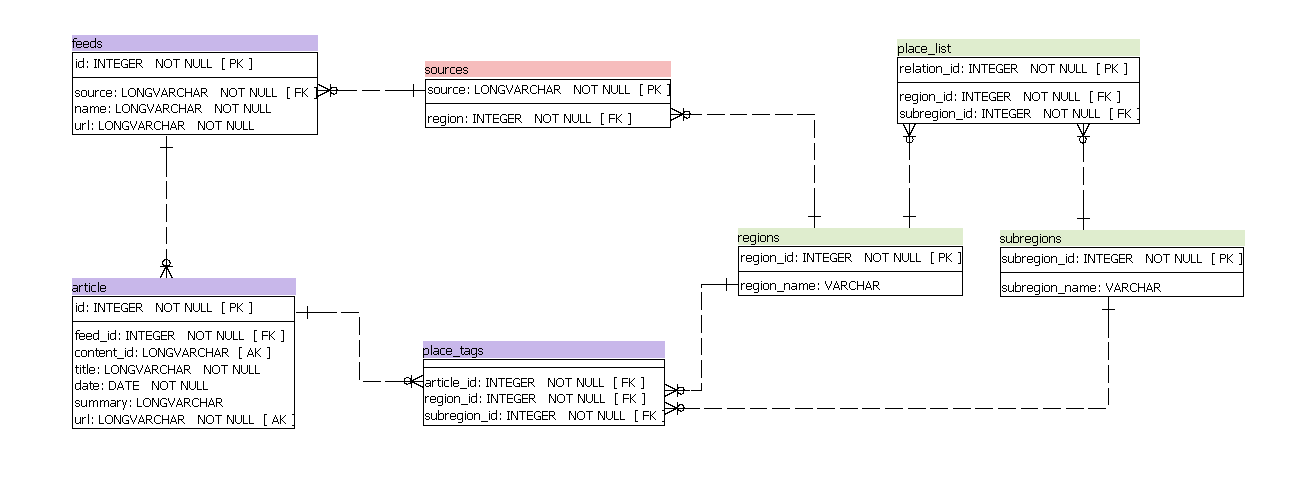 feeds
id: INTEGER NOT NULL [ PK ]
source: LONGVARCHAR NOT NULL [ FK ]
name: LONGVARCHAR NOT NULL
url: LONGVARCHAR NOT NULL
sources
source: LONGVARCHAR NOT NULL [ PK ]
region: INTEGER NOT NULL [ FK ]
place_list
relation_id: INTEGER NOT NULL [ PK ]
region_id: INTEGER NOT NULL [ FK ]
subregion_id: INTEGER NOT NULL [ FK ]
regions
region_id: INTEGER NOT NULL [ PK ]
region_name: VARCHAR
subregions
subregion_id: INTEGER NOT NULL [ PK ]
subregion_name: VARCHAR
article
id: INTEGER NOT NULL [ PK ]
feed_id: INTEGER NOT NULL [ FK ]
content_id: LONGVARCHAR [ AK ]
title: LONGVARCHAR NOT NULL
date: DATE NOT NULL
summary: LONGVARCHAR
url: LONGVARCHAR NOT NULL [ AK ]
place_tags
article_id: INTEGER NOT NULL [ FK ]
region_id: INTEGER NOT NULL [ FK ]
subregion_id: INTEGER NOT NULL [ FK ]